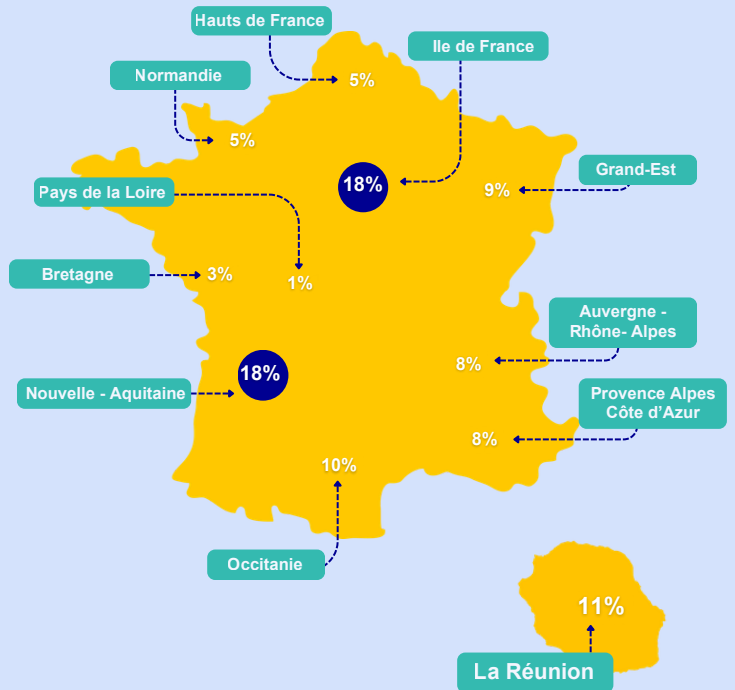 Hauts de France
Ile de France
Normandie
5%
5%
Grand-Est
18%
9%
Pays de la Loire
Bretagne
3%
1%
Auvergne -
Rhône- Alpes
8%
18%
Nouvelle - Aquitaine
Provence Alpes
Côte d'Azur
8%
10%
Occitanie
11%
La Réunion